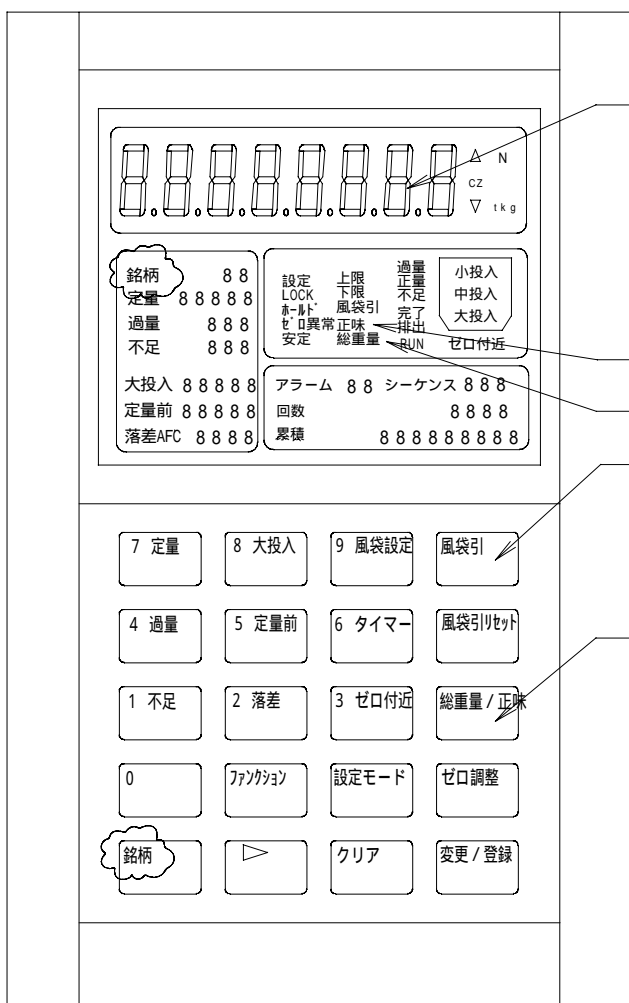 8.8.8.8.8.8.8.8
△ N
CZ
▽ tkg
銘柄 88
定量 88888
過量 888
不足 888
大投入 88888
定量前 88888
落差AFC 8888
設定 上限 過量
LOCK 下限 正量
ﾎｰﾙﾄﾞ 風袋引 不足
ｾﾞﾛ異常 正味 完了
安定 総重量 排出
RUN
小投入
中投入
大投入
ゼロ付近
アラーム 88 シーケンス 888
回数 8888
累積 888888888
7 定量 8 大投入 9 風袋設定 風袋引
4 過量 5 定量前 6 タイマー 風袋引ﾘｾｯﾄ
1 不足 2 落差 3 ゼロ付近 総重量 / 正味
0 ﾌｧﾝｸｼｮﾝ 設定モード ゼロ調整
銘柄 ▷ クリア 変更 / 登録